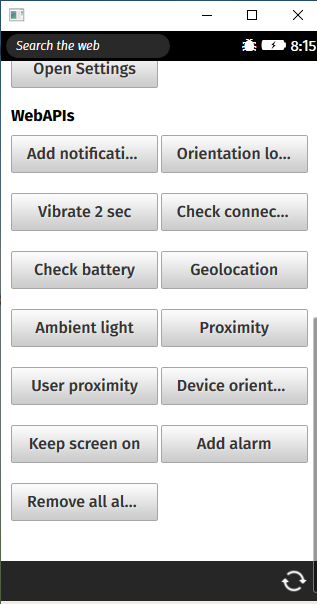 Search the web
8:15
Open Settings
WebAPIs
Add notificati...
Orientation lo...
Vibrate 2 sec
Check connec...
Check battery
Geolocation
Ambient light
Proximity
User proximity
Device orient...
Keep screen on
Add alarm
Remove all al...